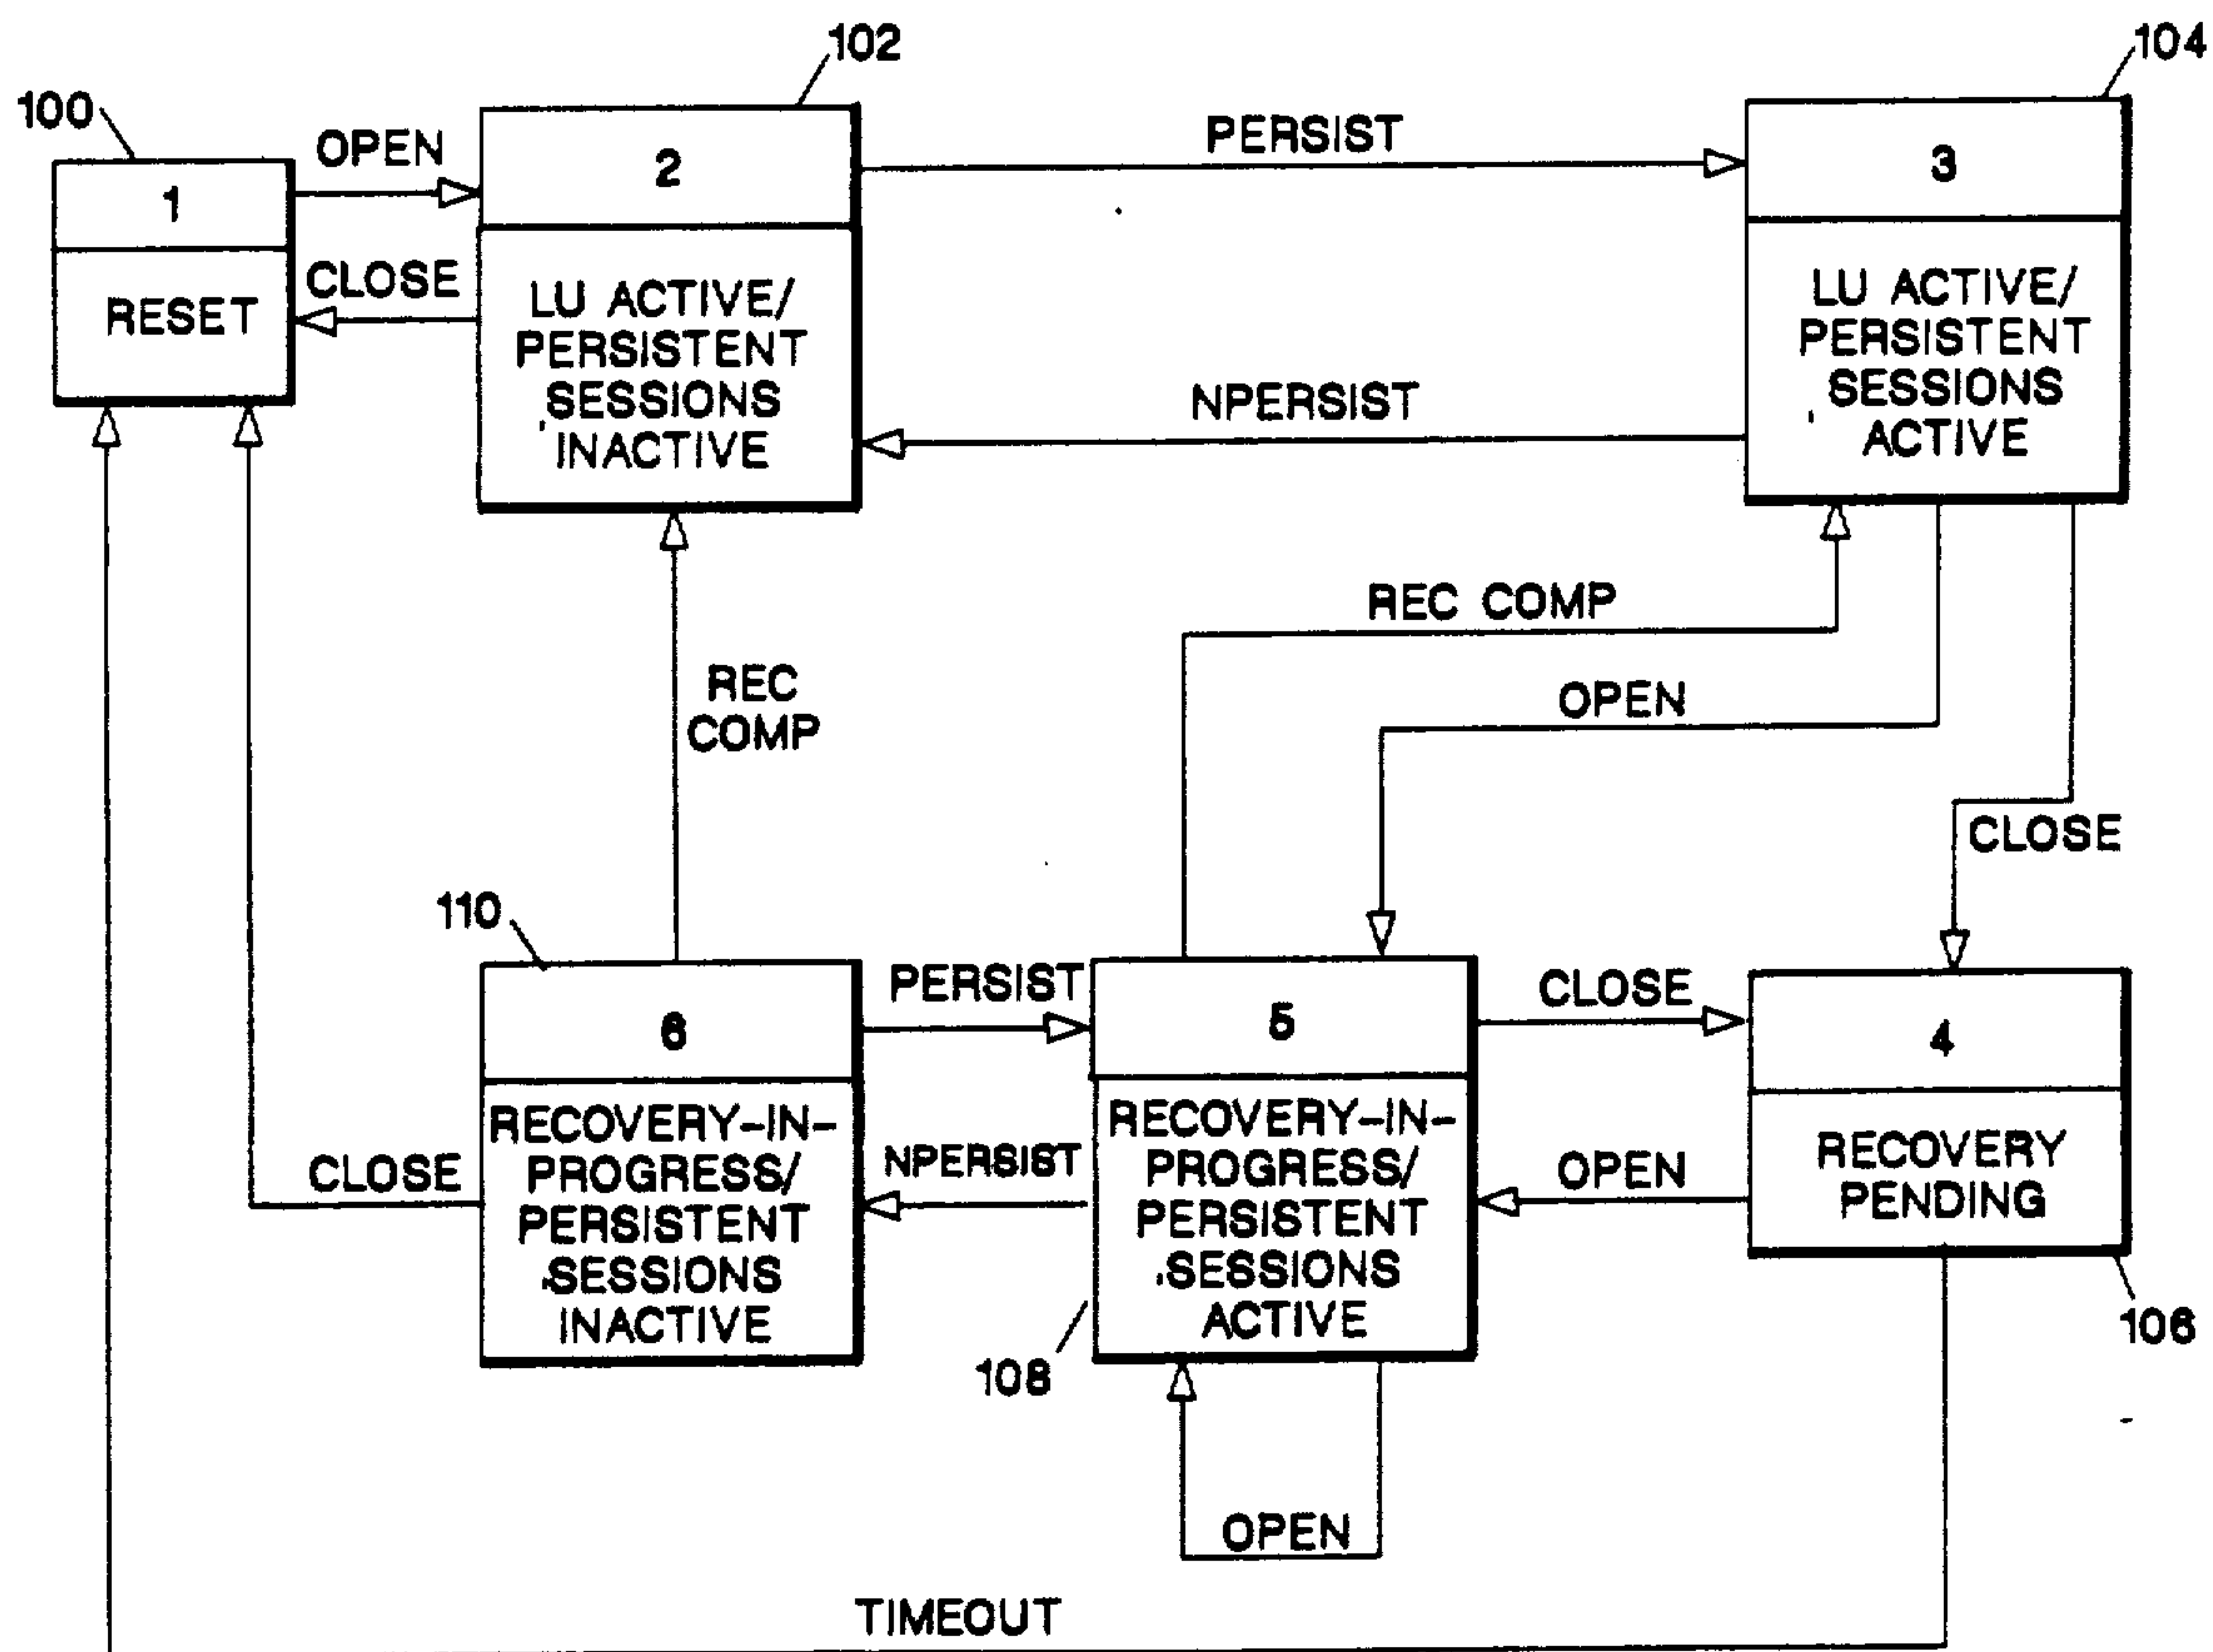 102
104
100
OPEN
PERSIST
1
2
3
CLOSE
RESET
LU ACTIVE/
PERSISTENT
SESSIONS
INACTIVE
LU ACTIVE/
PERSISTENT
SESSIONS
ACTIVE
NPERSIST
REC COMP
REC
COMP
OPEN
CLOSE
110
PERSIST
CLOSE
6
5
4
RECOVERY-IN-
PROGRESS/
PERSISTENT
SESSIONS
INACTIVE
NPERSIST
RECOVERY-IN-
PROGRESS/
PERSISTENT
SESSIONS
ACTIVE
OPEN
RECOVERY
PENDING
CLOSE
108
106
OPEN
TIMEOUT